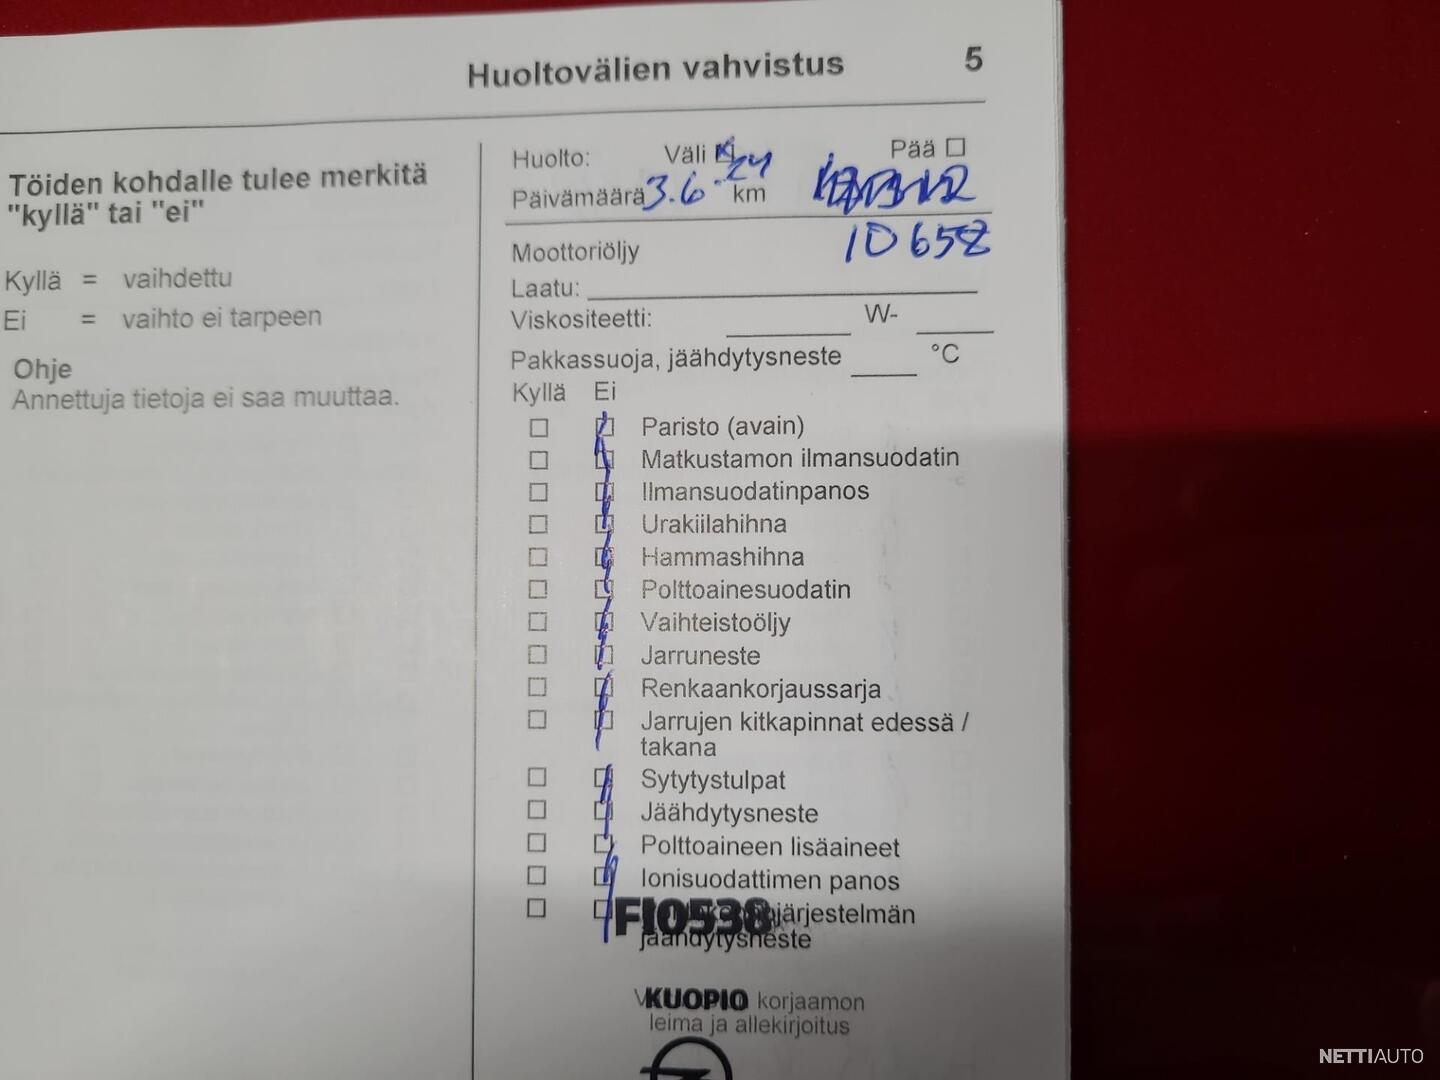 Huoltovälien vahvistus 5
Töiden kohdalle tulee merkitä
"kyllä" tai "ei"
Kyllä = vaihdettu
Ei = vaihto ei tarpeen
Ohje
Annettuja tietoja ei saa muuttaa.
Huolto: Väli Pää
Päivämäärä 3.6.24 km
10658
Moottoriöljy
Laatu:
Viskositeetti: W-
Pakkassuoja, jäähdytysneste °C
Kyllä Ei
Paristo (avain)
Matkustamon ilmansuodatin
Ilmansuodatinpanos
Urakiilahihna
Hammashihna
Polttoainesuodatin
Vaihteistoöljy
Jarruneste
Renkaankorjaussarja
Jarrujen kitkapinnat edessä /
takana
Sytytystulpat
Jäähdytysneste
Polttoaineen lisäaineet
Ionisuodattimen panos
FI0538
jäähdytysneste
KUOPIO korjaamon
leima ja allekirjoitus
NETTIAUTO